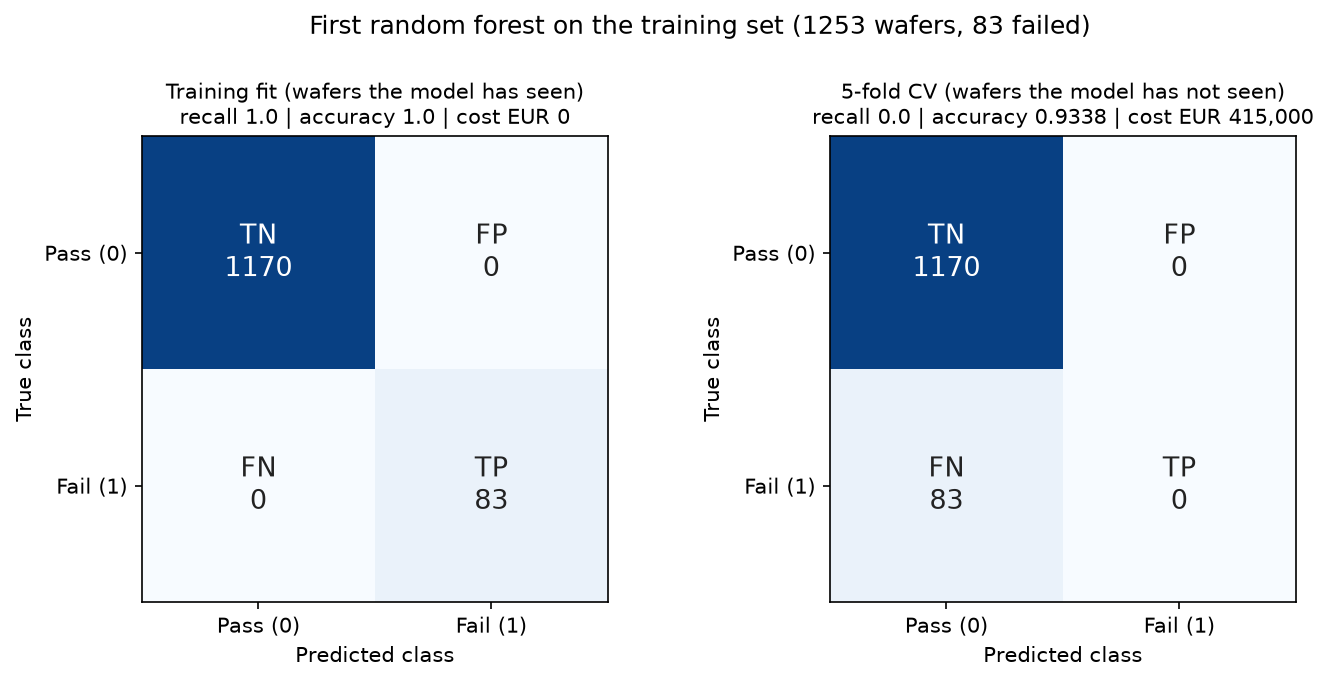 First random forest on the training set (1253 wafers, 83 failed)
Training fit (wafers the model has seen)
recall 1.0 | accuracy 1.0 | cost EUR 0
True class
Pass (0)
Fail (1)
TN
1170
FP
0
FN
0
TP
83
Pass (0)
Fail (1)
Predicted class
5-fold CV (wafers the model has not seen)
recall 0.0 | accuracy 0.9338 | cost EUR 415,000
True class
Pass (0)
Fail (1)
TN
1170
FP
0
FN
83
TP
0
Pass (0)
Fail (1)
Predicted class